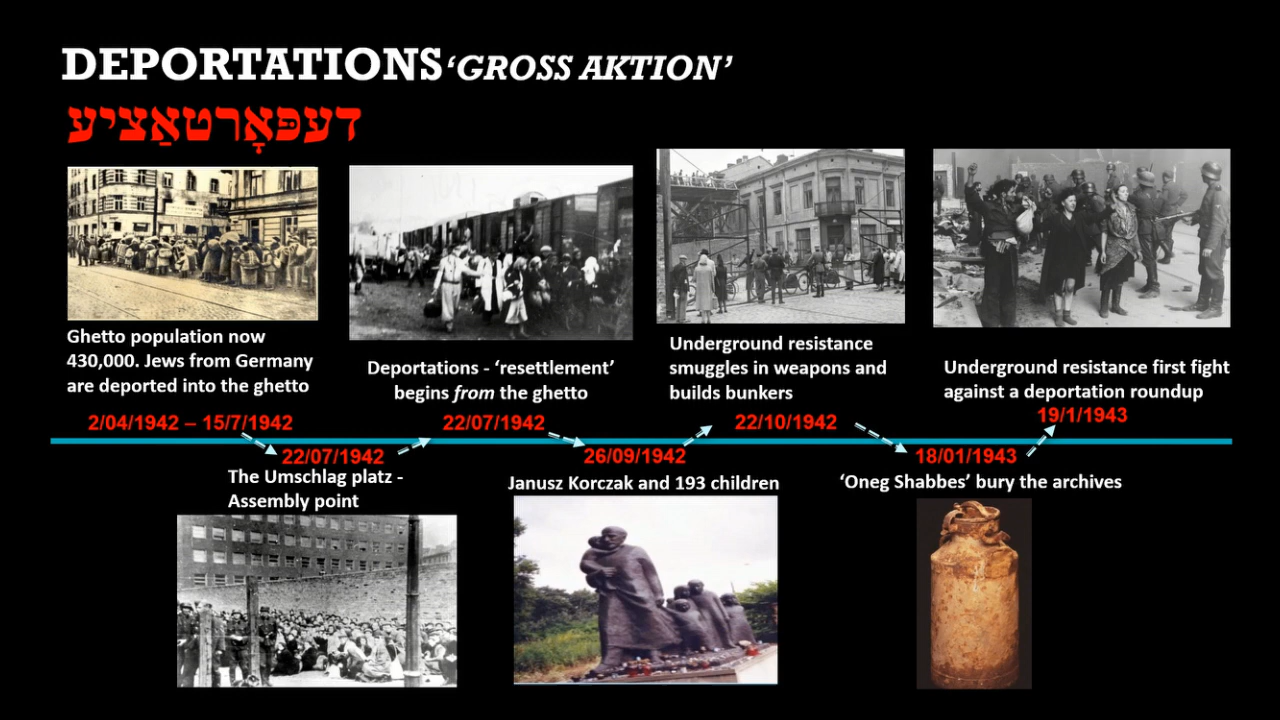 DEPORTATIONS 'GROSS AKTION'
דעפּאָרטאַציע
Ghetto population now
430,000. Jews from Germany
are deported into the ghetto
2/04/1942 – 15/7/1942
Deportations - 'resettlement'
begins from the ghetto
22/07/1942
Underground resistance
smuggles in weapons and
builds bunkers
22/10/1942
Underground resistance first fight
against a deportation roundup
19/1/1943
22/07/1942
The Umschlag platz -
Assembly point
26/09/1942
Janusz Korczak and 193 children
18/01/1943
'Oneg Shabbes' bury the archives